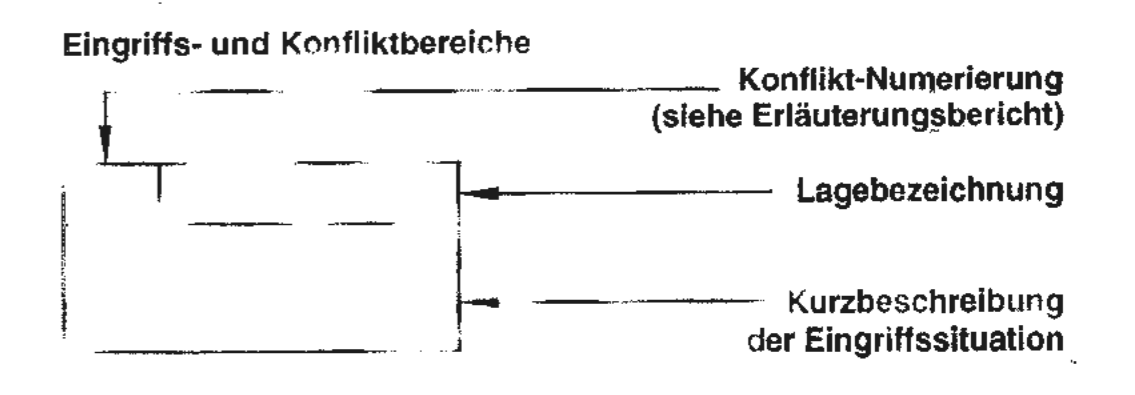 Eingriffs- und Konfliktbereiche
Konflikt-Numerierung
(siehe Erläuterungsbericht)
Lagebezeichnung
Kurzbeschreibung
der Eingriffssituation